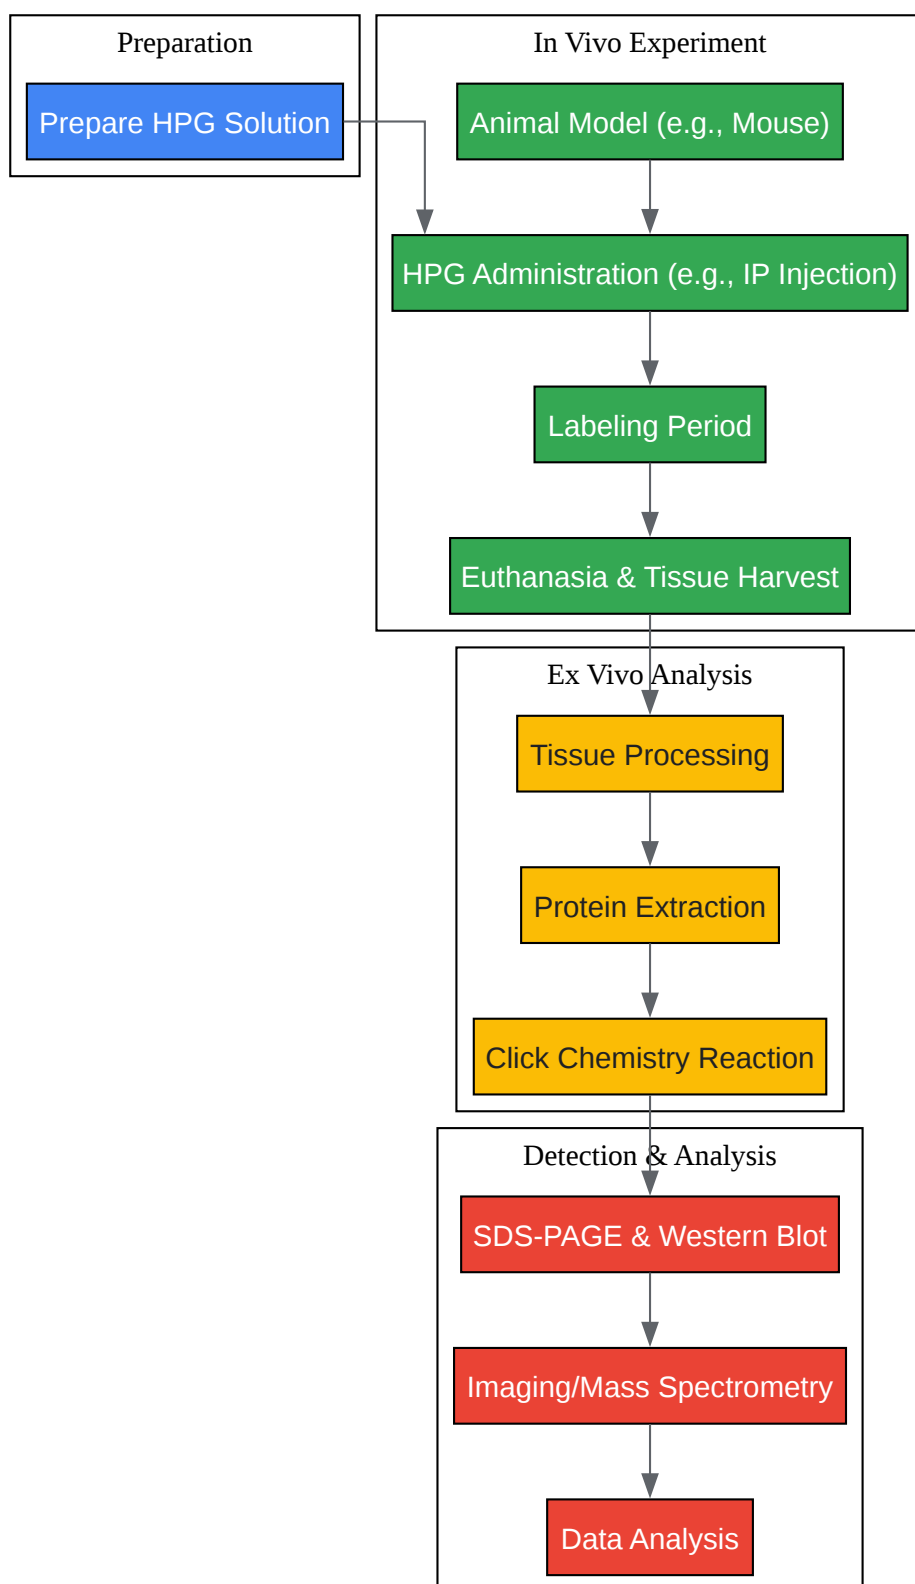 Preparation
Prepare HPG Solution
In Vivo Experiment
Animal Model (e.g., Mouse)
HPG Administration (e.g., IP Injection)
Labeling Period
Euthanasia & Tissue Harvest
Ex Vivo Analysis
Tissue Processing
Protein Extraction
Click Chemistry Reaction
Detection & Analysis
SDS-PAGE & Western Blot
Imaging/Mass Spectrometry
Data Analysis